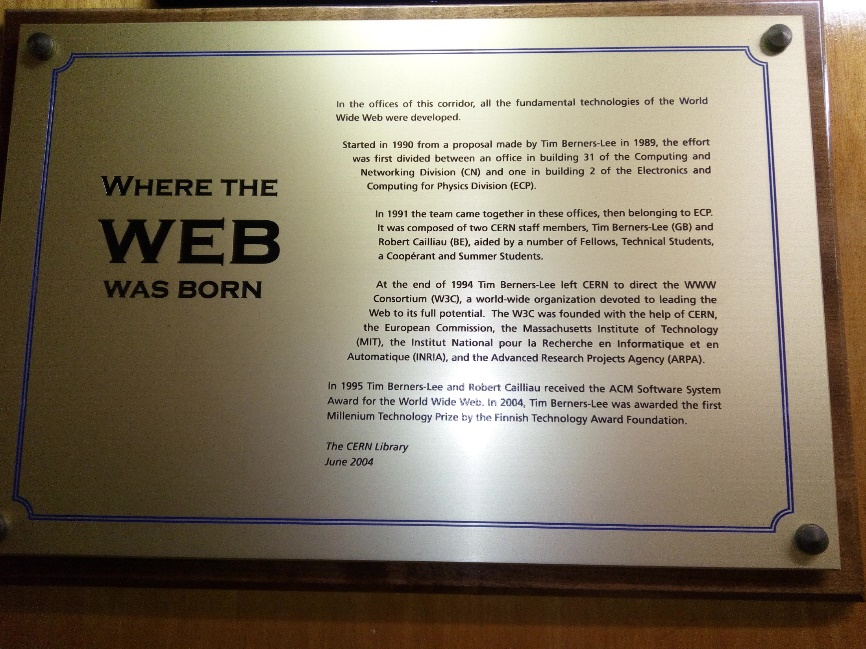 WHERE THE
WEB
WAS BORN
In the offices of this corridor, all the fundamental technologies of the World
Wide Web were developed.
Started in 1990 from a proposal made by Tim Berners-Lee in 1989, the effort
was first divided between an office in building 31 of the Computing and
Networking Division (CN) and one in building 2 of the Electronics and
Computing for Physics Division (ECP).
In 1991 the team came together in these offices, then belonging to ECP.
It was composed of two CERN staff members, Tim Berners-Lee (GB) and
Robert Cailliau (BE), aided by a number of Fellows, Technical Students,
a Coopérant and Summer Students.
At the end of 1994 Tim Berners-Lee left CERN to direct the WWW
Consortium (W3C), a world-wide organization devoted to leading the
Web to its full potential. The W3C was founded with the help of CERN,
the European Commission, the Massachusetts Institute of Technology
(MIT), the Institut National pour la Recherche en Informatique et en
Automatique (INRIA), and the Advanced Research Projects Agency (ARPA).
In 1995 Tim Berners-Lee and Robert Cailliau received the ACM Software System
Award for the World Wide Web. In 2004, Tim Berners-Lee was awarded the first
Millenium Technology Prize by the Finnish Technology Award Foundation.
The CERN Library
June 2004